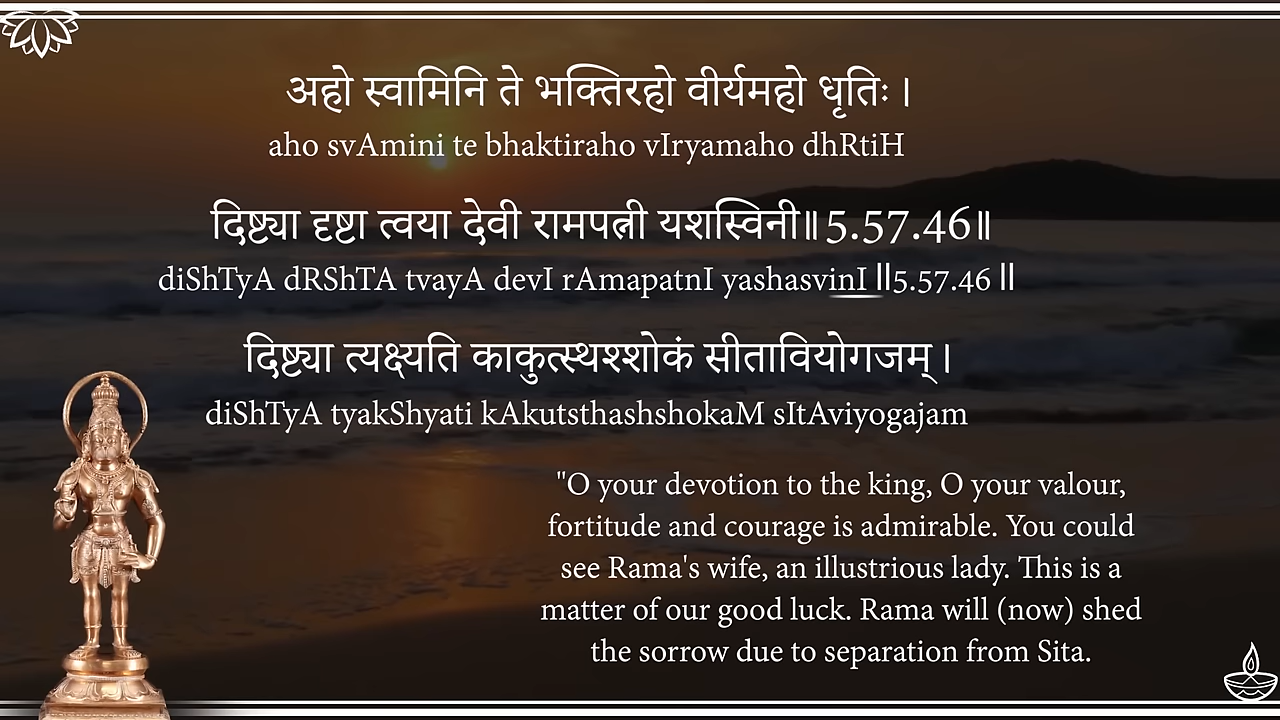 अहो स्वामिनि ते भक्तिरहो वीर्यमहो धृतिः ।
aho svAmini te bhaktiraho vIryamaho dhRtiH
दिष्ट्या दृष्टा त्वया देवी रामपत्नी यशस्विनी॥ 5.57.46॥
diShTyA dRShTA tvayA devI rAmapatnI yashasvinI ||5.57.46 ||
दिष्ट्या त्यक्ष्यति काकुत्स्थश्शोकं सीतावियोगजम् ।
diShTyA tyakShyati kAkutsthashshokaM sItAviyogajam
"O your devotion to the king, O your valour,
fortitude and courage is admirable. You could
see Rama's wife, an illustrious lady. This is a
matter of our good luck. Rama will (now) shed
the sorrow due to separation from Sita.